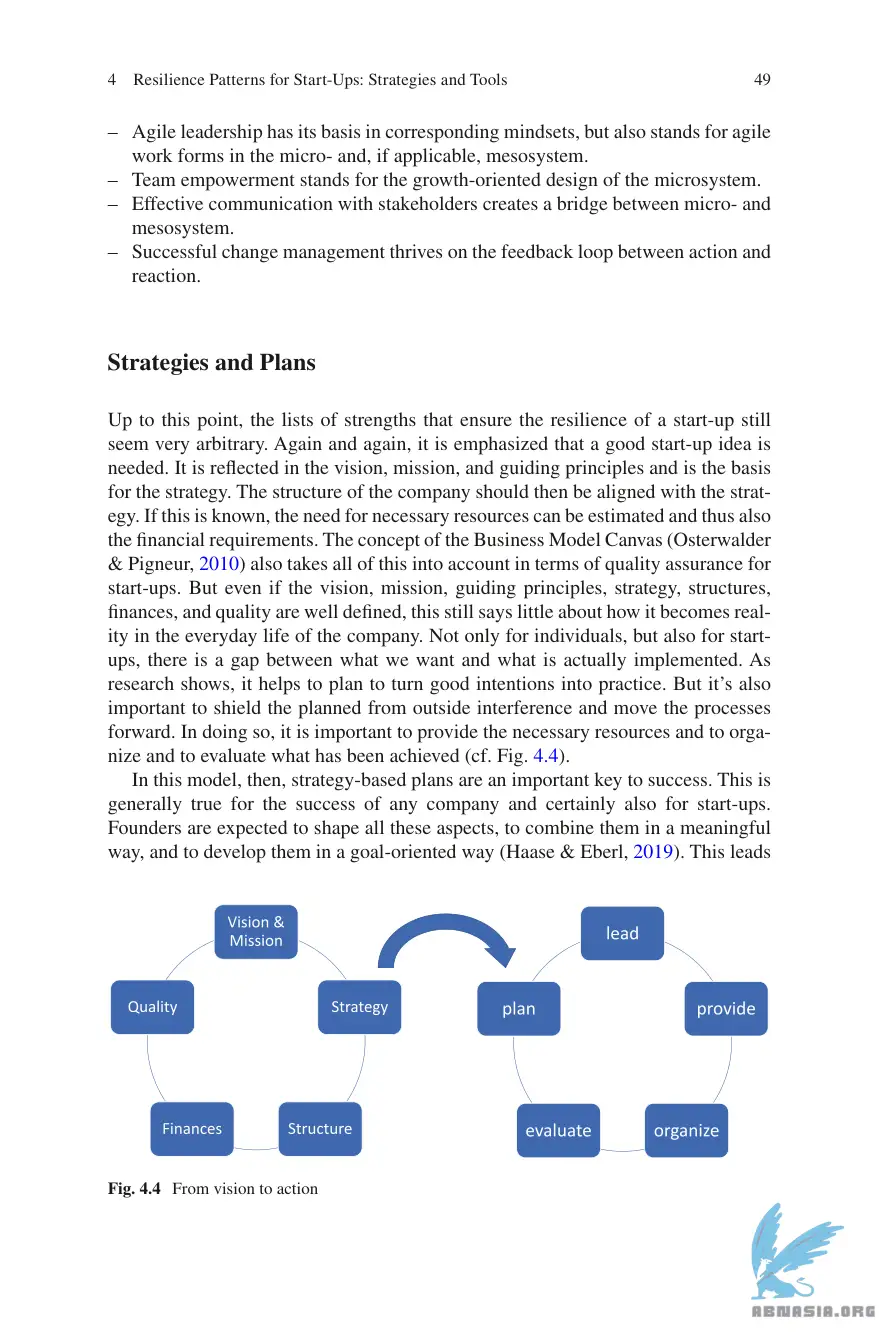 4 Resilience Patterns for Start-Ups: Strategies and Tools 49
– Agile leadership has its basis in corresponding mindsets, but also stands for agile
work forms in the micro- and, if applicable, mesosystem.
– Team empowerment stands for the growth-oriented design of the microsystem.
– Effective communication with stakeholders creates a bridge between micro- and
mesosystem.
– Successful change management thrives on the feedback loop between action and
reaction.
Strategies and Plans
Up to this point, the lists of strengths that ensure the resilience of a start-up still
seem very arbitrary. Again and again, it is emphasized that a good start-up idea is
needed. It is reflected in the vision, mission, and guiding principles and is the basis
for the strategy. The structure of the company should then be aligned with the strat-
egy. If this is known, the need for necessary resources can be estimated and thus also
the financial requirements. The concept of the Business Model Canvas (Osterwalder
& Pigneur, 2010) also takes all of this into account in terms of quality assurance for
start-ups. But even if the vision, mission, guiding principles, strategy, structures,
finances, and quality are well defined, this still says little about how it becomes real-
ity in the everyday life of the company. Not only for individuals, but also for start-
ups, there is a gap between what we want and what is actually implemented. As
research shows, it helps to plan to turn good intentions into practice. But it's also
important to shield the planned from outside interference and move the processes
forward. In doing so, it is important to provide the necessary resources and to orga-
nize and to evaluate what has been achieved (cf. Fig. 4.4).
In this model, then, strategy-based plans are an important key to success. This is
generally true for the success of any company and certainly also for start-ups.
Founders are expected to shape all these aspects, to combine them in a meaningful
way, and to develop them in a goal-oriented way (Haase & Eberl, 2019). This leads
Vision &
Mission
Quality
Strategy
Finances
Structure
lead
plan
provide
evaluate
organize
Fig. 4.4 From vision to action
ABNASIA.ORG